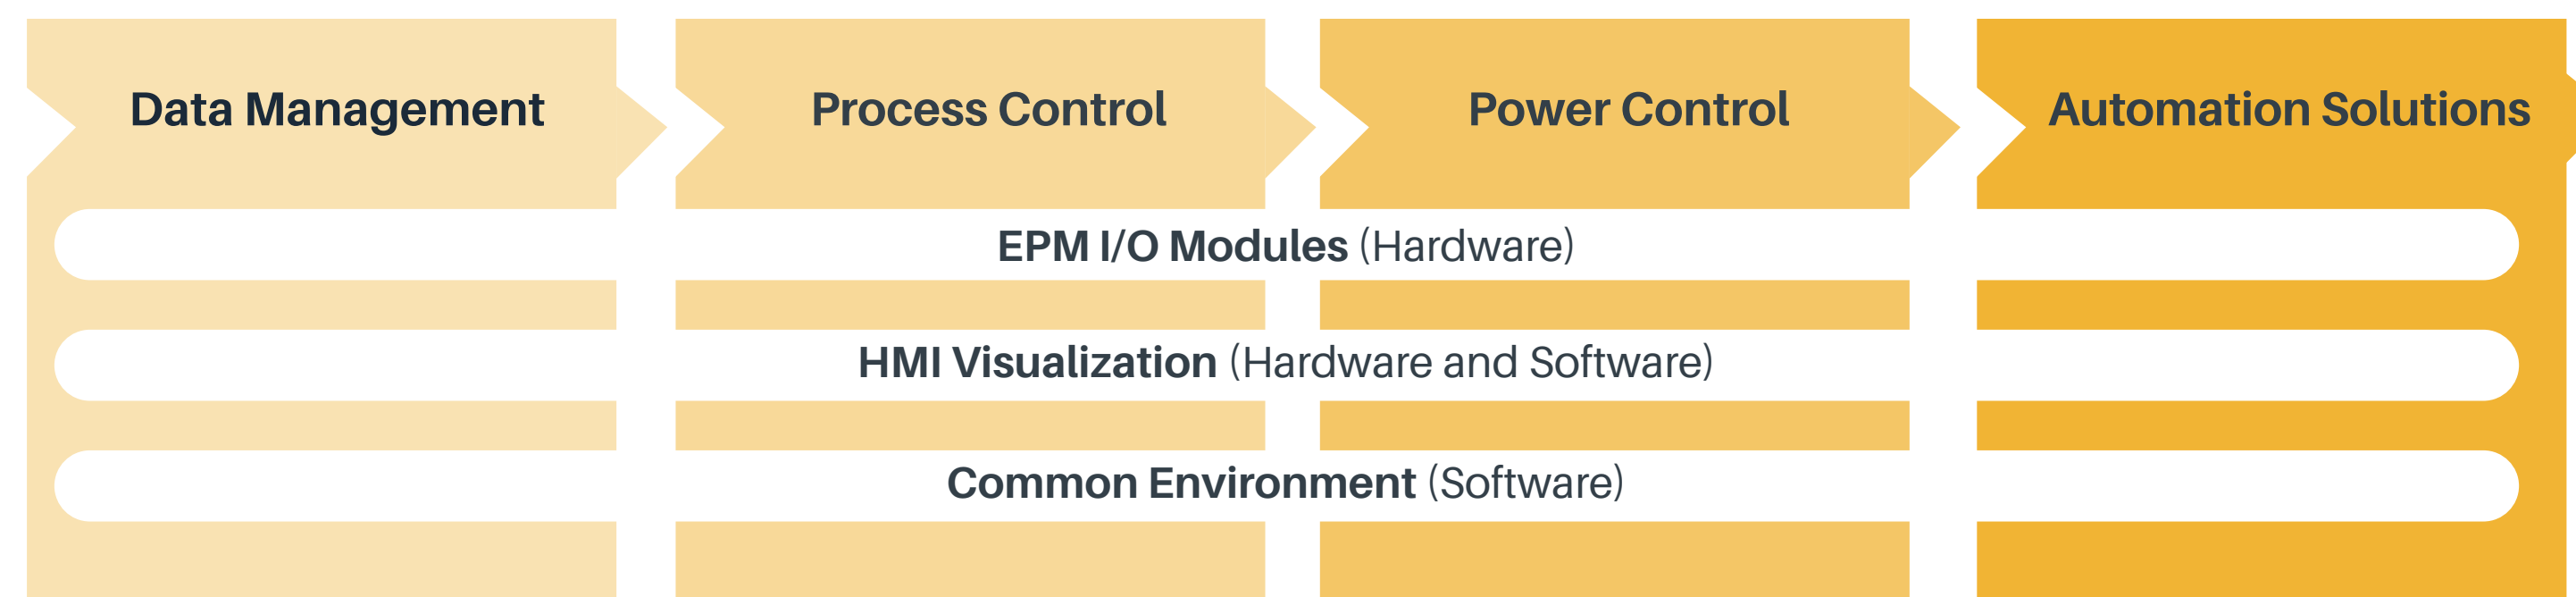 Data Management
Process Control
Power Control
Automation Solutions
EPM I/O Modules (Hardware)
HMI Visualization (Hardware and Software)
Common Environment (Software)